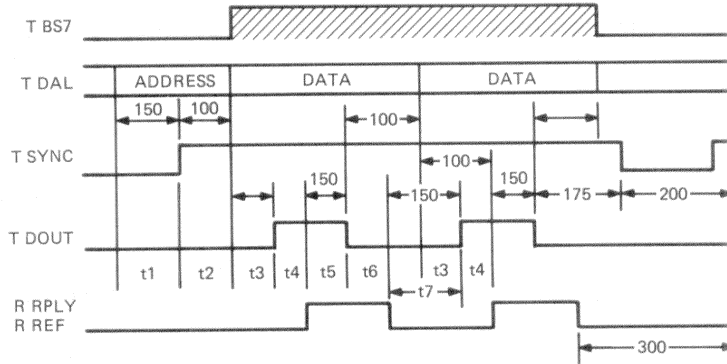 T BS7
T DAL ADDRESS DATA DATA
150 100 100
T SYNC
100
150 150 150 175 200
T DOUT
t1 t2 t3 t4 t5 t6 t3 t4
t7
R RPLY
R REF
300